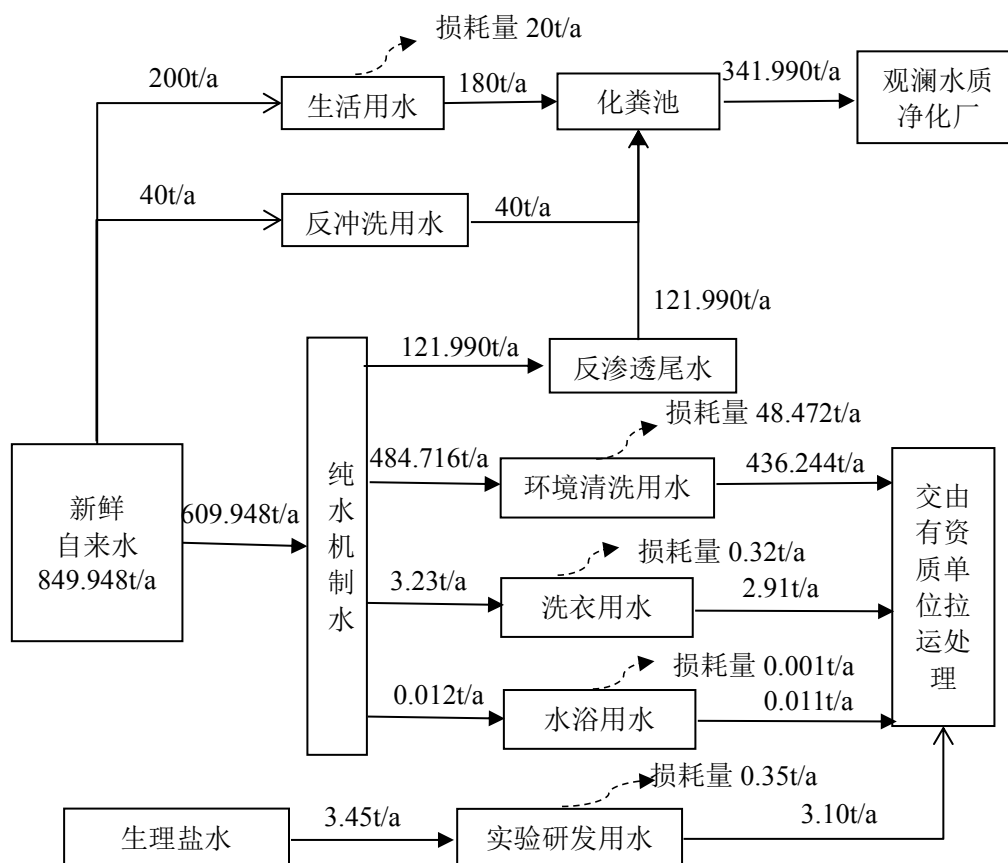 损耗量 20t/a
200t/a
生活用水
180t/a
化粪池
341.990t/a
观澜水质
净化厂
40t/a
反冲洗用水
40t/a
121.990t/a
121.990t/a
反渗透尾水
损耗量 48.472t/a
484.716t/a
环境清洗用水
436.244t/a
新鲜
自来水
849.948t/a
609.948t/a
纯
水
机
制
水
损耗量 0.32t/a
3.23t/a
洗衣用水
2.91t/a
交由
有资
质单
位拉
运处
理
损耗量 0.001t/a
0.012t/a
水浴用水
0.011t/a
损耗量 0.35t/a
生理盐水
3.45t/a
实验研发用水
3.10t/a